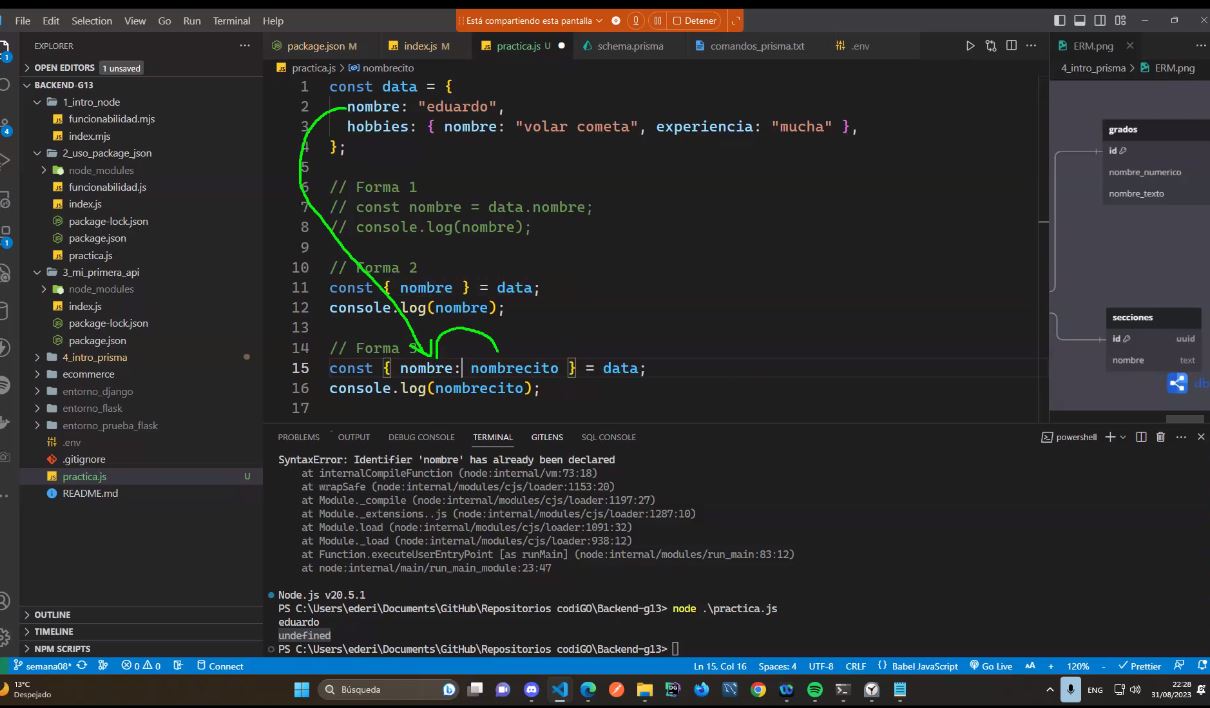 File Edit Selection View Go Run Terminal Help
Está compartiendo esta pantalla
Detener
EXPLORER
OPEN EDITORS 1 unsaved
BACKEND-G13
1_intro_node
funcionabilidad.mjs
index.mjs
2_uso_package_json
node_modules
funcionabilidad.js
index.js
package-lock.json
package.json
practica.js
3_mi_primera_api
node_modules
index.js
package-lock.json
package.json
4_intro_prisma
ecommerce
entorno_django
entorno_flask
entorno_prueba_flask
.env
.gitignore
practica.js U
README.md
OUTLINE
TIMELINE
NPM SCRIPTS
package.json M
index.js M
practica.js U
schema.prisma
comandos_prisma.txt
.env
practica.js > nombrecito
1 const data = {
2 nombre: "eduardo",
3 hobbies: { nombre: "volar cometa", experiencia: "mucha" },
4 };
5
6 // Forma 1
7 // const nombre = data.nombre;
8 // console.log(nombre);
9
10 // Forma 2
11 const { nombre } = data;
12 console.log(nombre);
13
14 // Forma 3
15 const { nombre: nombrecito } = data;
16 console.log(nombrecito);
17
ERM.png
4_intro_prisma > ERM.png
grados
id
nombre_numerico
nombre_texto
secciones
id uuid
nombre text
db
PROBLEMS OUTPUT DEBUG CONSOLE TERMINAL GITLENS SQL CONSOLE
powershell
SyntaxError: Identifier 'nombre' has already been declared
at internalCompileFunction (node:internal/vm:73:18)
at wrapSafe (node:internal/modules/cjs/loader:1153:20)
at Module._compile (node:internal/modules/cjs/loader:1197:27)
at Module._extensions..js (node:internal/modules/cjs/loader:1287:10)
at Module.load (node:internal/modules/cjs/loader:1091:32)
at Module._load (node:internal/modules/cjs/loader:938:12)
at Function.executeUserEntryPoint [as runMain] (node:internal/modules/run_main:83:12)
at node:internal/main/run_main_module:23:47
Node.js v20.5.1
PS C:\Users\ederi\Documents\GitHub\Repositorios codiGO\Backend-g13> node .\practica.js
eduardo
undefined
PS C:\Users\ederi\Documents\GitHub\Repositorios codiGO\Backend-g13>
semana08* 0 0 Connect
Ln 15, Col 16 Spaces: 4 UTF-8 CRLF {} Babel JavaScript Go Live 120% Prettier
13°C
Despejado
Búsqueda
ENG
22:28
31/08/2023